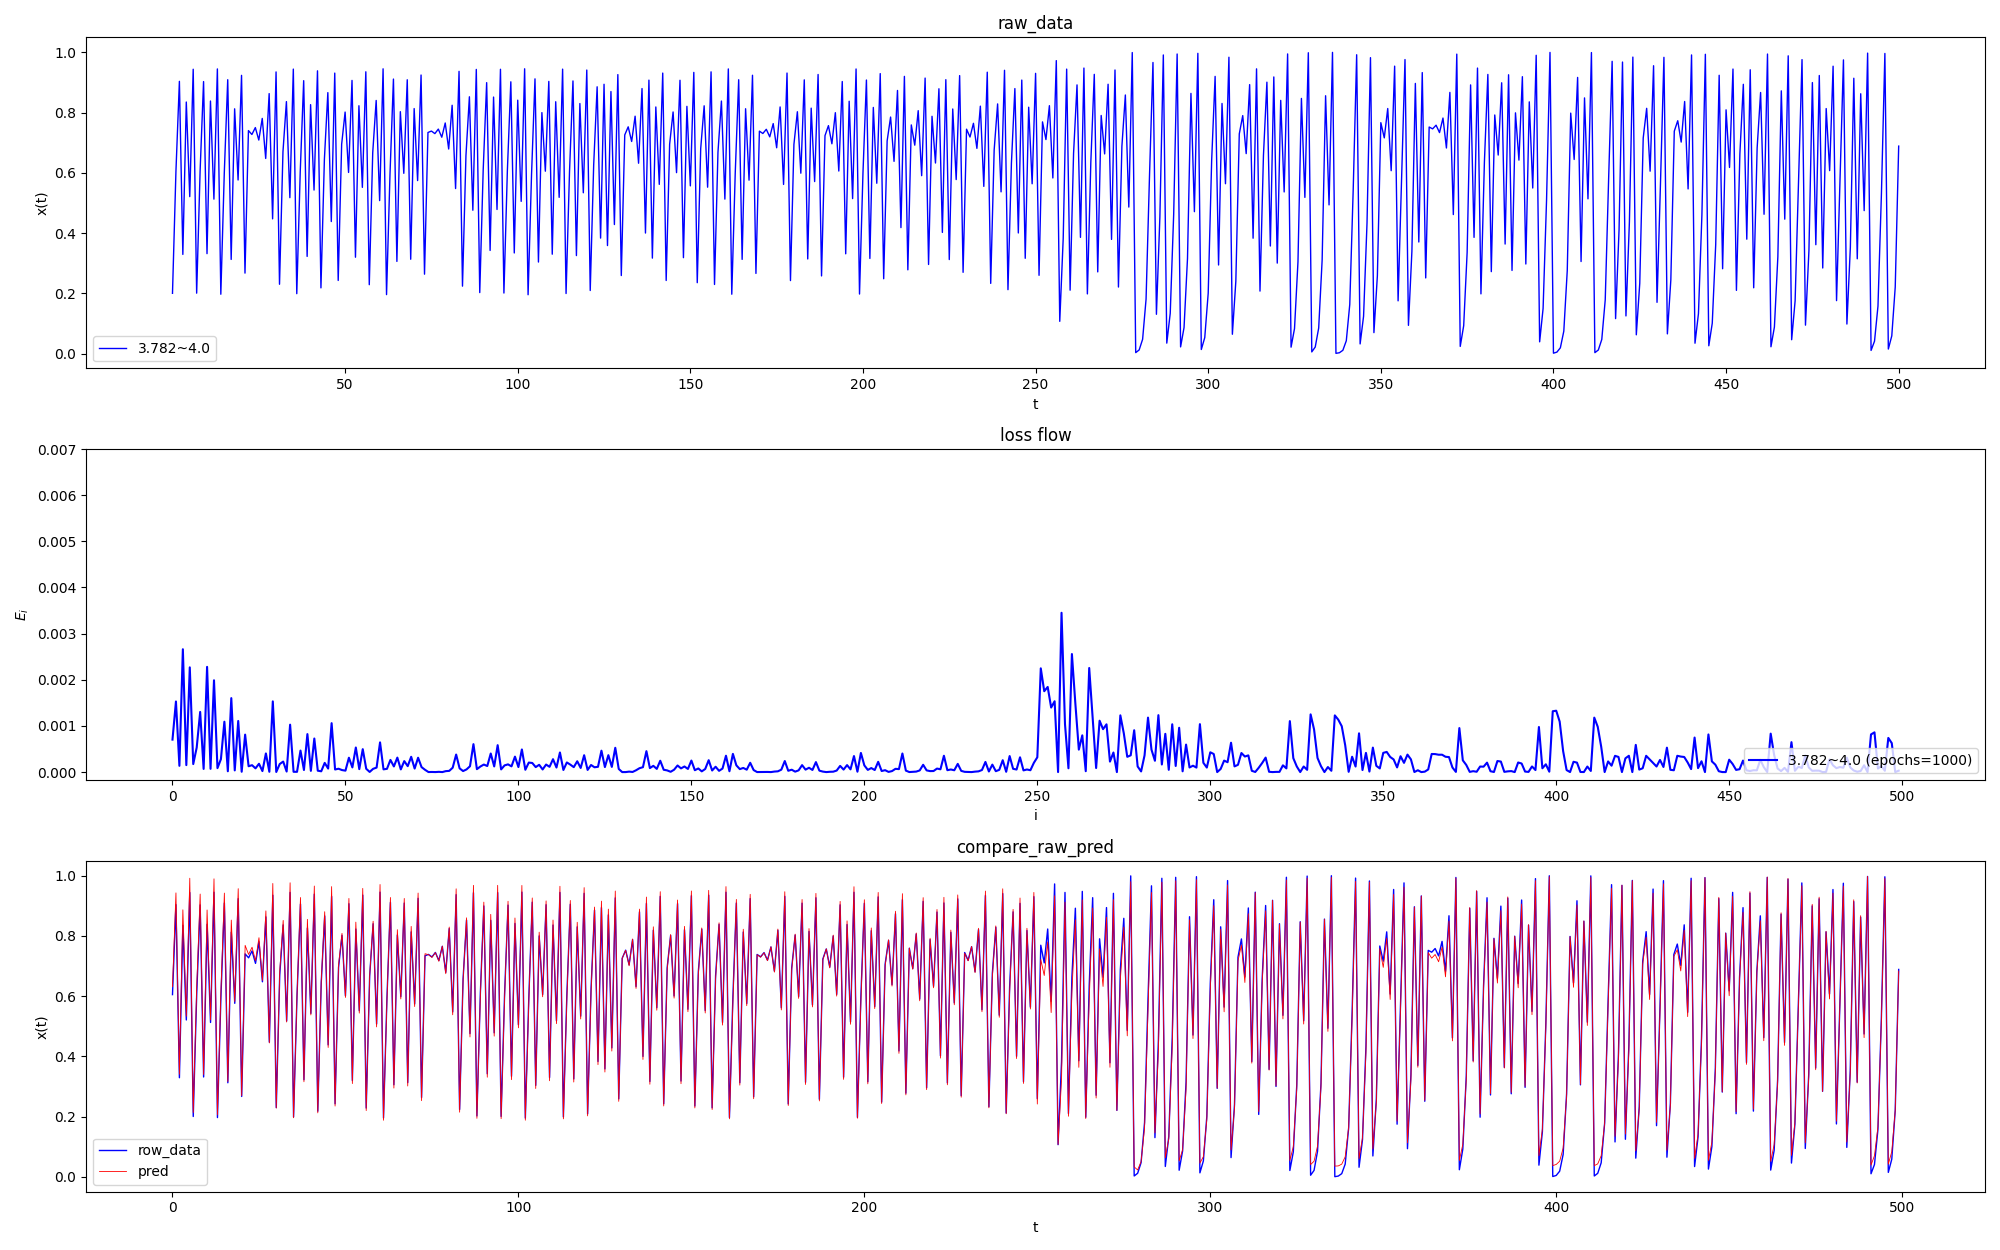 raw_data
1.0
0.8
0.6
0.4
0.2
0.0
x(t)
3.782~4.0
50 100 150 200 250 300 350 400 450 500
t
loss flow
0.007
0.006
0.005
0.004
0.003
0.002
0.001
0.000
E_i
3.782~4.0 (epochs=1000)
0 50 100 150 200 250 300 350 400 450 500
i
compare_raw_pred
1.0
0.8
0.6
0.4
0.2
0.0
x(t)
row_data
pred
0 100 200 300 400 500
t